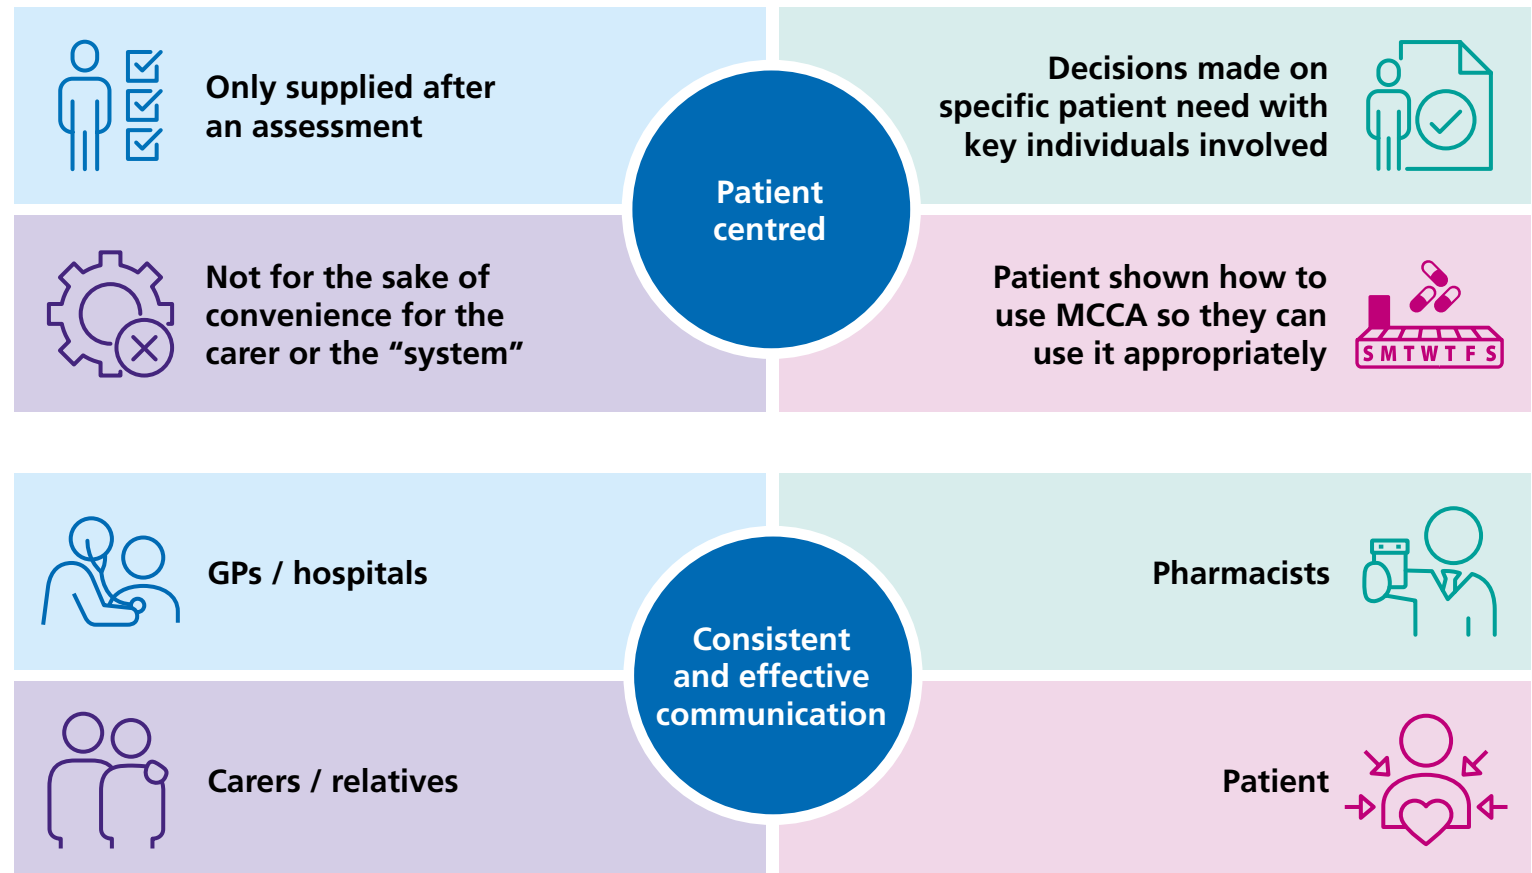 Only supplied after
an assessment
Decisions made on
specific patient need with
key individuals involved
Patient
centred
Not for the sake of
convenience for the
carer or the “system”
Patient shown how to
use MCCA so they can
use it appropriately
S M T W T F S
GPs / hospitals
Pharmacists
Consistent
and effective
communication
Carers / relatives
Patient